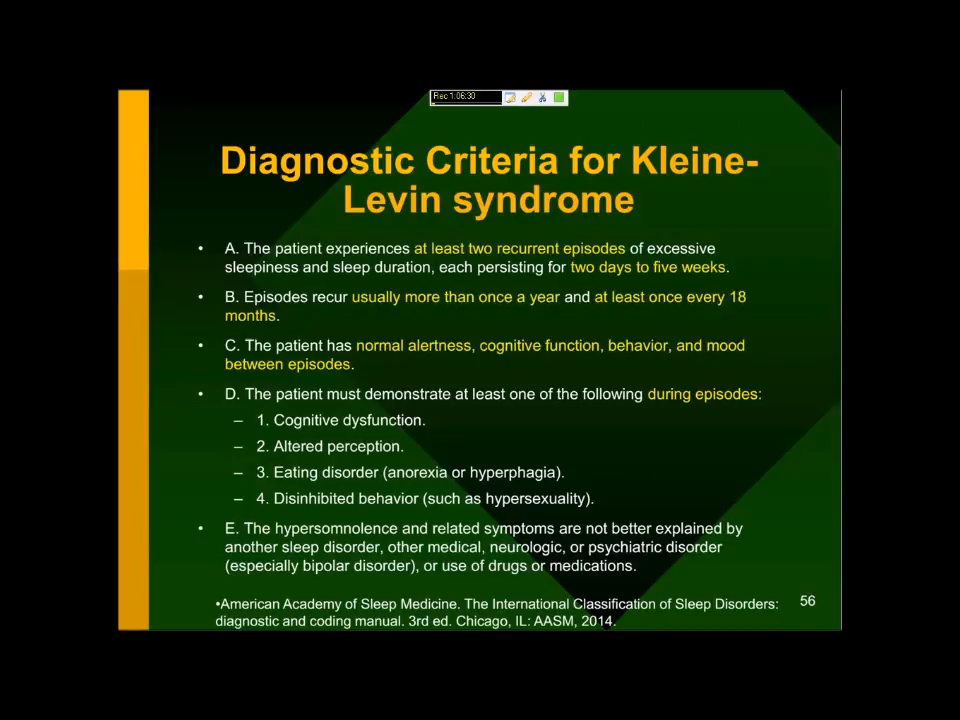 Rec 1:06:30
Diagnostic Criteria for Kleine-
Levin syndrome
• A. The patient experiences at least two recurrent episodes of excessive
sleepiness and sleep duration, each persisting for two days to five weeks.
• B. Episodes recur usually more than once a year and at least once every 18
months.
• C. The patient has normal alertness, cognitive function, behavior, and mood
between episodes.
• D. The patient must demonstrate at least one of the following during episodes:
– 1. Cognitive dysfunction.
– 2. Altered perception.
– 3. Eating disorder (anorexia or hyperphagia).
– 4. Disinhibited behavior (such as hypersexuality).
• E. The hypersomnolence and related symptoms are not better explained by
another sleep disorder, other medical, neurologic, or psychiatric disorder
(especially bipolar disorder), or use of drugs or medications.
•American Academy of Sleep Medicine. The International Classification of Sleep Disorders:
diagnostic and coding manual. 3rd ed. Chicago, IL: AASM, 2014.
56